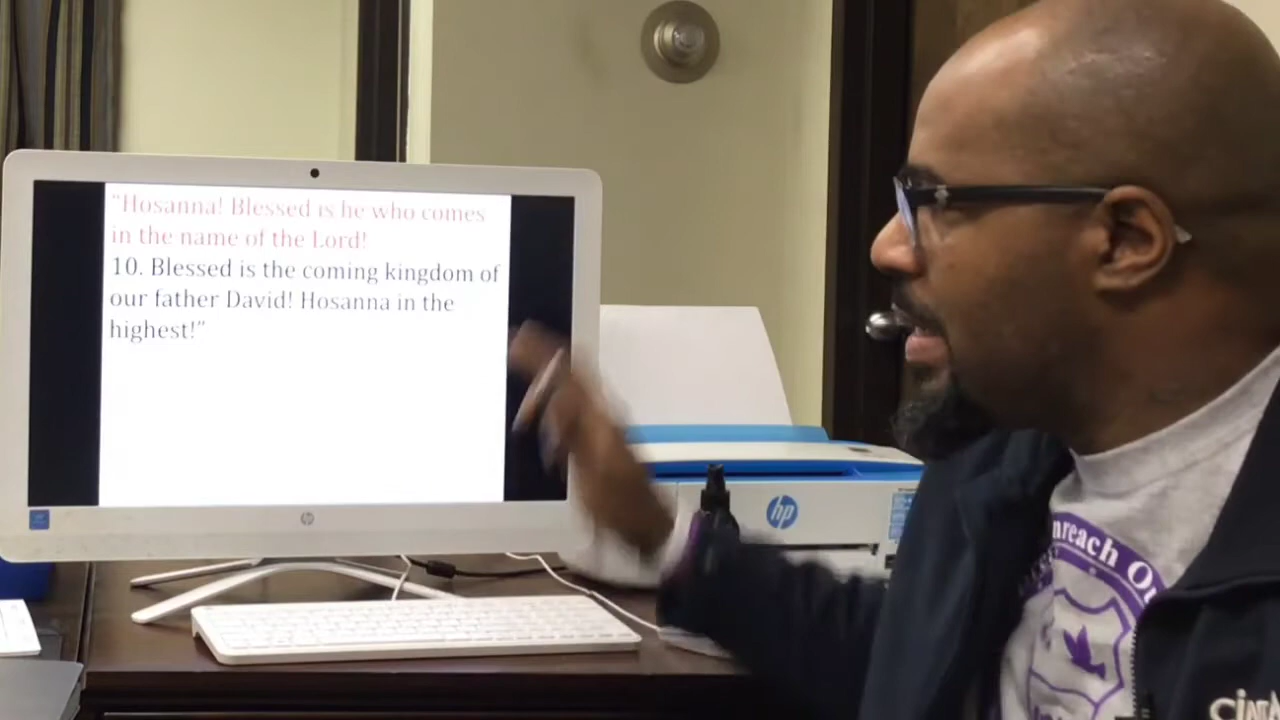 "Hosanna! Blessed is he who comes
in the name of the Lord!
10. Blessed is the coming kingdom of
our father David! Hosanna in the
highest!"
hp
hp